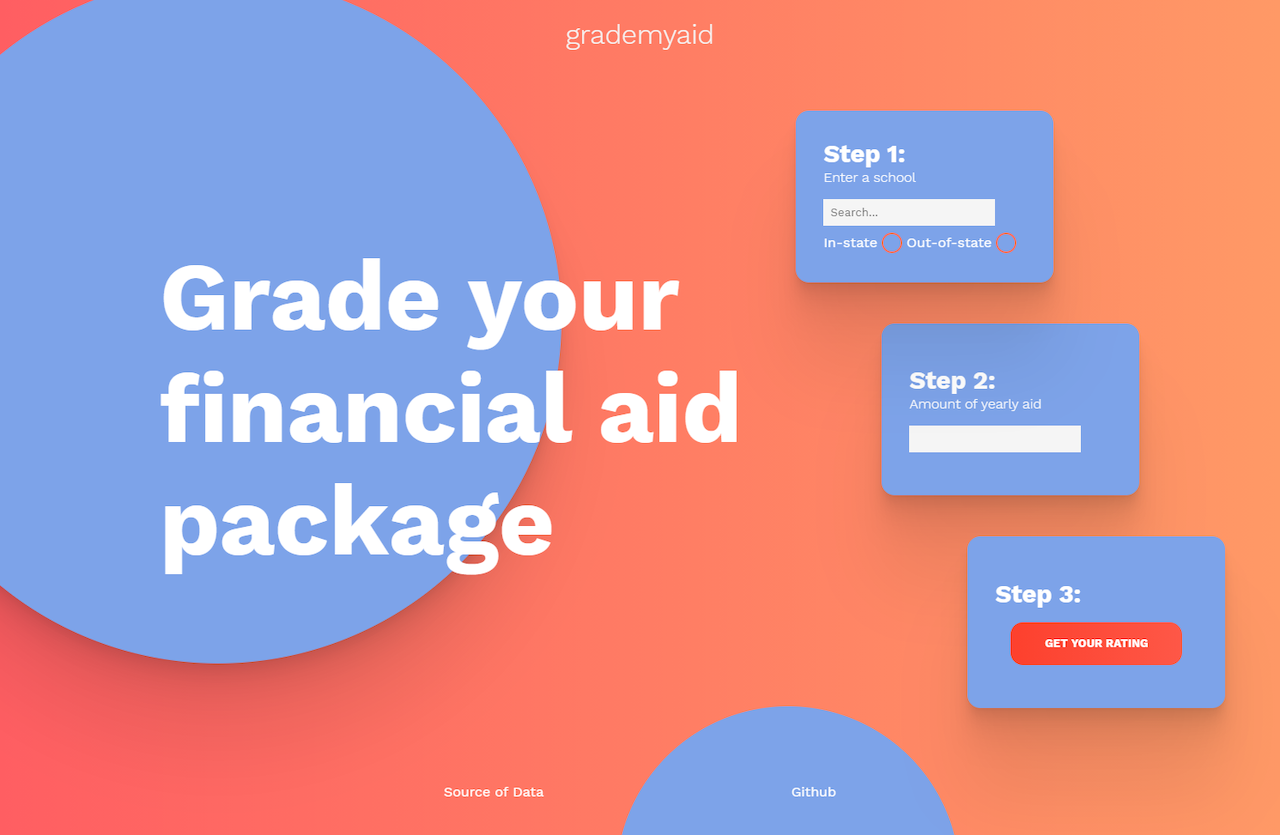 grademyaid
Grade your
financial aid
package
Step 1:
Enter a school
Search...
In-state Out-of-state
Step 2:
Amount of yearly aid
Step 3:
GET YOUR RATING
Source of Data
Github